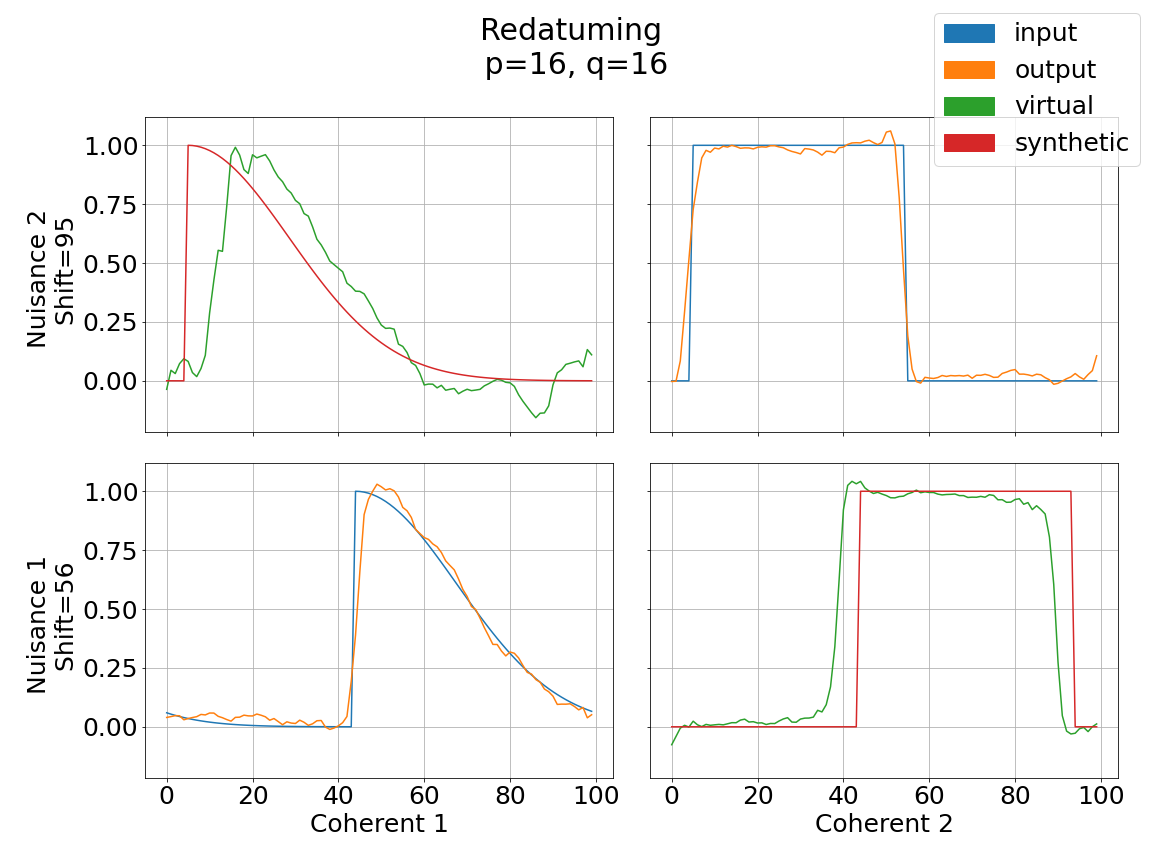 Redatuming
p=16, q=16
input
output
virtual
synthetic
Nuisance 2
Shift=95
1.00
0.75
0.50
0.25
0.00
Nuisance 1
Shift=56
1.00
0.75
0.50
0.25
0.00
0 20 40 60 80 100
Coherent 1
0 20 40 60 80 100
Coherent 2